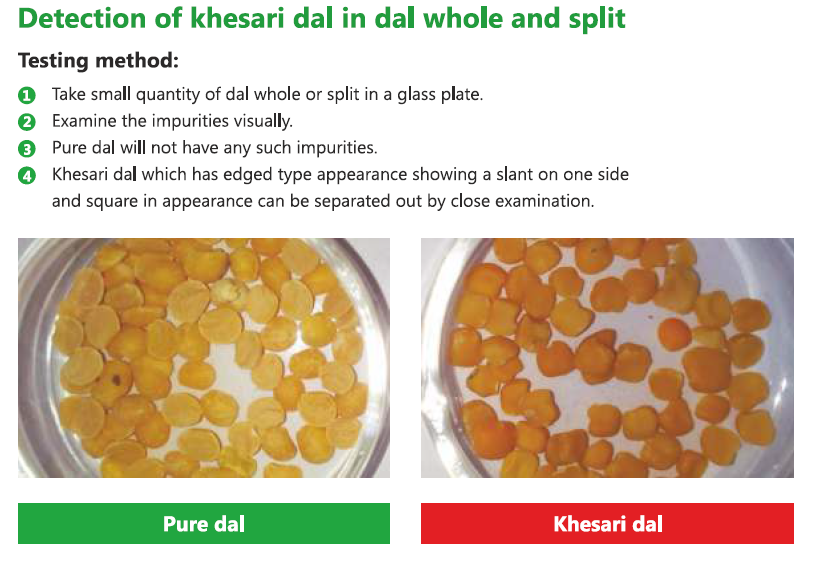 Detection of khesari dal in dal whole and split
Testing method:
1 Take small quantity of dal whole or split in a glass plate.
2 Examine the impurities visually.
3 Pure dal will not have any such impurities.
4 Khesari dal which has edged type appearance showing a slant on one side
and square in appearance can be separated out by close examination.
Pure dal
Khesari dal